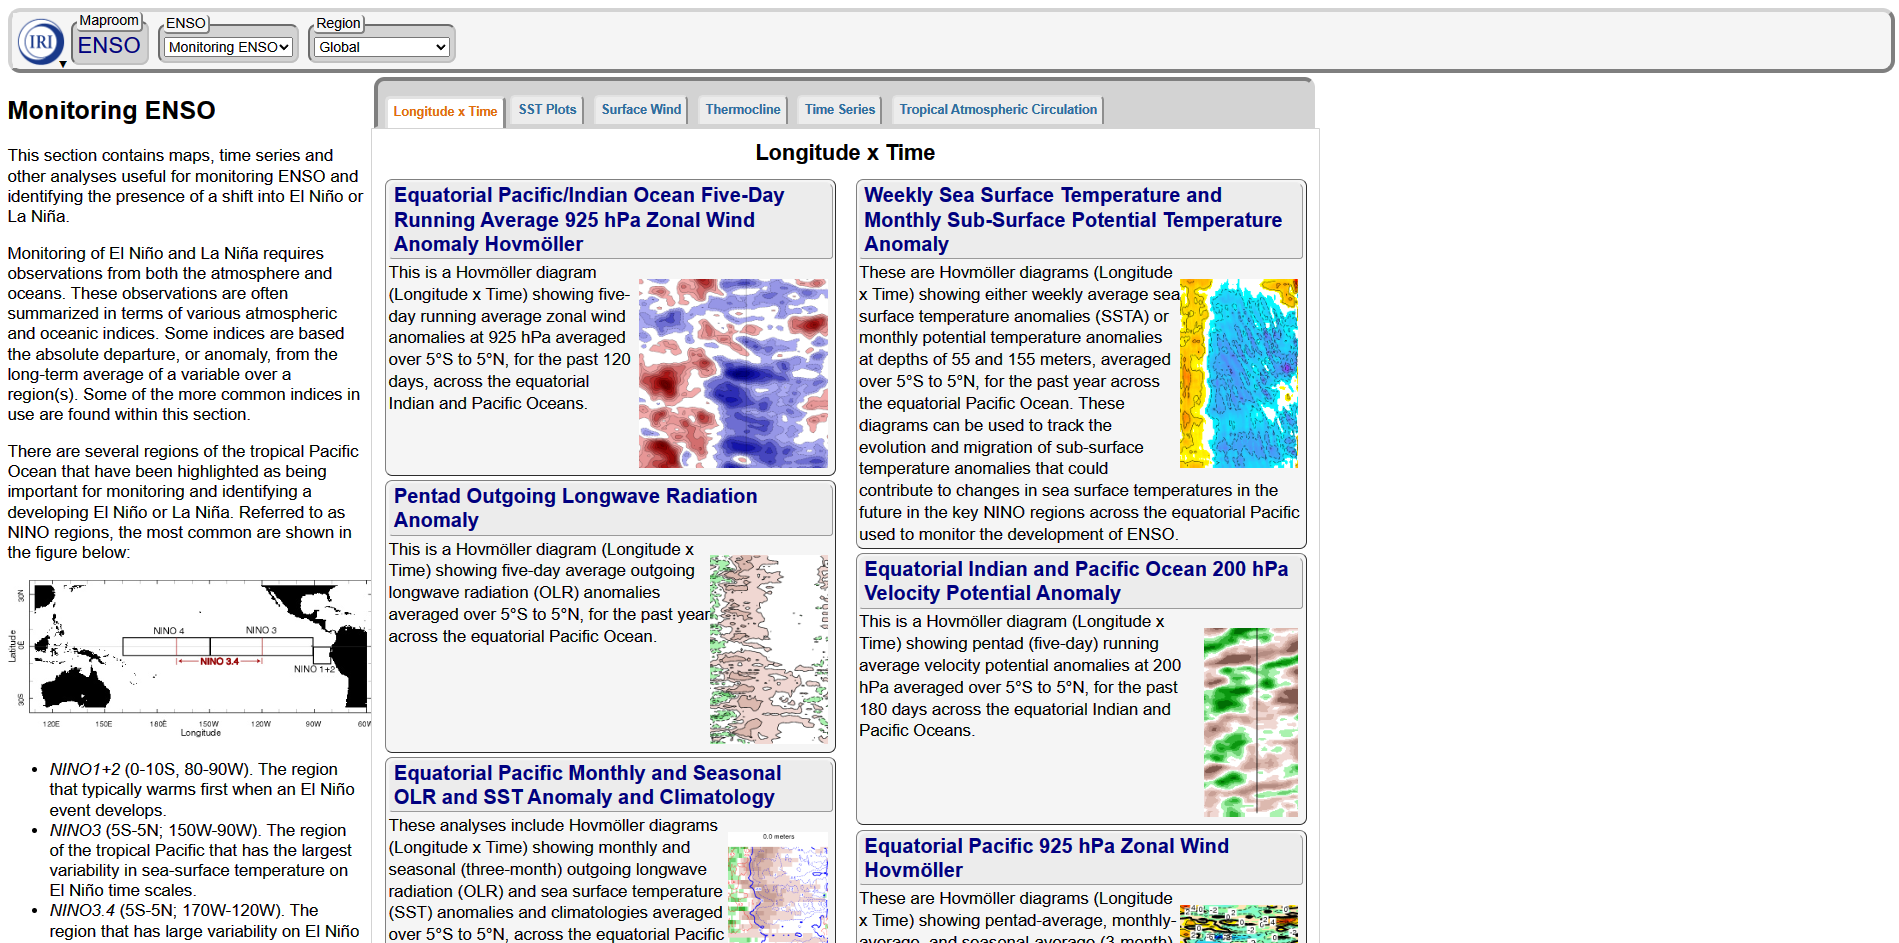 IRI
Maproom
ENSO
ENSO
Monitoring ENSO
Region
Global
Monitoring ENSO
This section contains maps, time series and
other analyses useful for monitoring ENSO and
identifying the presence of a shift into El Niño or
La Niña.
Monitoring of El Niño and La Niña requires
observations from both the atmosphere and
oceans. These observations are often
summarized in terms of various atmospheric
and oceanic indices. Some indices are based
the absolute departure, or anomaly, from the
long-term average of a variable over a
region(s). Some of the more common indices in
use are found within this section.
There are several regions of the tropical Pacific
Ocean that have been highlighted as being
important for monitoring and identifying a
developing El Niño or La Niña. Referred to as
NINO regions, the most common are shown in
the figure below:
30N
0E
30S
Latitude
NINO 4
NINO 3
NINO 3.4
NINO 1+2
120E 150E 180E 150W 120W 90W 60W
Longitude
• NINO1+2 (0-10S, 80-90W). The region
that typically warms first when an El Niño
event develops.
• NINO3 (5S-5N; 150W-90W). The region
of the tropical Pacific that has the largest
variability in sea-surface temperature on
El Niño time scales.
• NINO3.4 (5S-5N; 170W-120W). The
region that has large variability on El Niño
Longitude x Time
SST Plots
Surface Wind
Thermocline
Time Series
Tropical Atmospheric Circulation
Longitude x Time
Equatorial Pacific/Indian Ocean Five-Day
Running Average 925 hPa Zonal Wind
Anomaly Hovmöller
This is a Hovmöller diagram
(Longitude x Time) showing five-
day running average zonal wind
anomalies at 925 hPa averaged
over 5°S to 5°N, for the past 120
days, across the equatorial
Indian and Pacific Oceans.
Pentad Outgoing Longwave Radiation
Anomaly
This is a Hovmöller diagram (Longitude x
Time) showing five-day average outgoing
longwave radiation (OLR) anomalies
averaged over 5°S to 5°N, for the past year
across the equatorial Pacific Ocean.
Equatorial Pacific Monthly and Seasonal
OLR and SST Anomaly and Climatology
These analyses include Hovmöller diagrams
(Longitude x Time) showing monthly and
seasonal (three-month) outgoing longwave
radiation (OLR) and sea surface temperature
(SST) anomalies and climatologies averaged
over 5°S to 5°N, across the equatorial Pacific
0.0 meters
Weekly Sea Surface Temperature and
Monthly Sub-Surface Potential Temperature
Anomaly
These are Hovmöller diagrams (Longitude
x Time) showing either weekly average sea
surface temperature anomalies (SSTA) or
monthly potential temperature anomalies
at depths of 55 and 155 meters, averaged
over 5°S to 5°N, for the past year across
the equatorial Pacific Ocean. These
diagrams can be used to track the
evolution and migration of sub-surface
temperature anomalies that could
contribute to changes in sea surface temperatures in the
future in the key NINO regions across the equatorial Pacific
used to monitor the development of ENSO.
Equatorial Indian and Pacific Ocean 200 hPa
Velocity Potential Anomaly
This is a Hovmöller diagram (Longitude x
Time) showing pentad (five-day) running
average velocity potential anomalies at 200
hPa averaged over 5°S to 5°N, for the past
180 days across the equatorial Indian and
Pacific Oceans.
Equatorial Pacific 925 hPa Zonal Wind
Hovmöller
These are Hovmöller diagrams (Longitude
x Time) showing pentad-average, monthly-
average, and seasonal average (3-month)